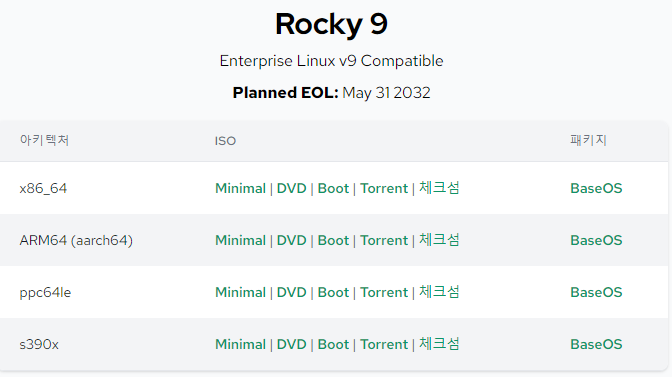 Rocky 9
Enterprise Linux v9 Compatible
Planned EOL: May 31 2032
아키텍처 ISO 패키지
x86_64 Minimal | DVD | Boot | Torrent | 체크섬 BaseOS
ARM64 (aarch64) Minimal | DVD | Boot | Torrent | 체크섬 BaseOS
ppc64le Minimal | DVD | Boot | Torrent | 체크섬 BaseOS
s390x Minimal | DVD | Boot | Torrent | 체크섬 BaseOS